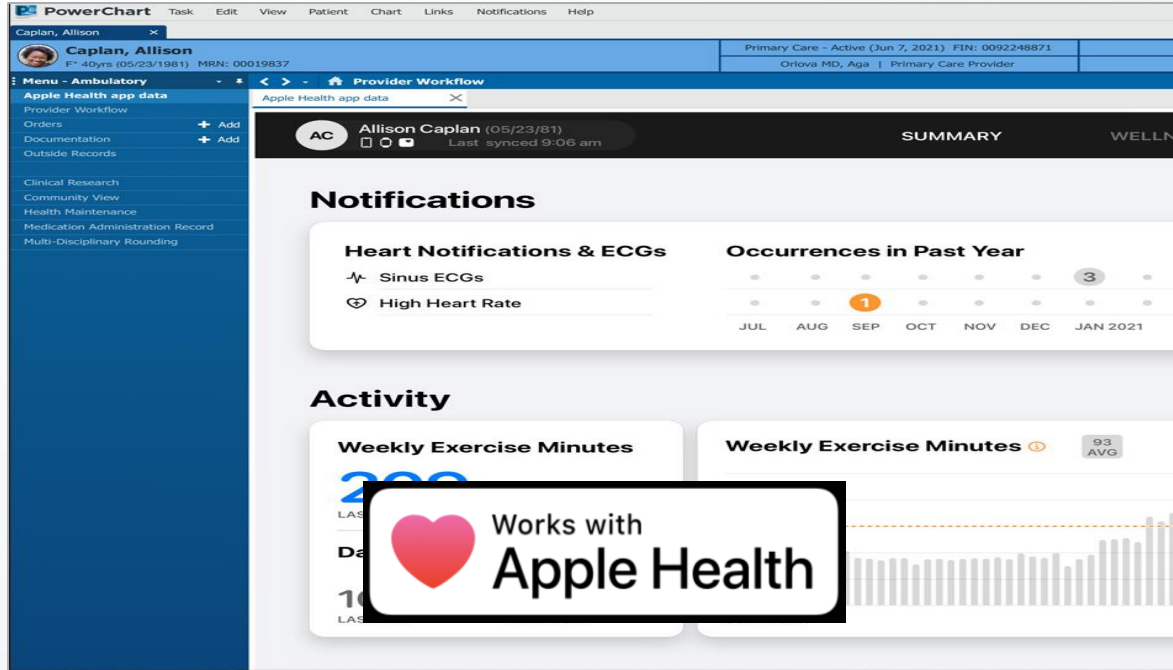 PowerChart Task Edit View Patient Chart Links Notifications Help
Caplan, Allison ×
Caplan, Allison
F* 40yrs (05/23/1981) MRN: 00019837
Primary Care - Active (Jun 7, 2021) FIN: 0092248871
Orlova MD, Aga | Primary Care Provider
Menu - Ambulatory
Provider Workflow
Apple Health app data
Provider Workflow
Orders + Add
Documentation + Add
Outside Records
Clinical Research
Community View
Health Maintenance
Medication Administration Record
Multi-Disciplinary Rounding
Apple Health app data
AC
Allison Caplan (05/23/81)
Last synced 9:06 am
SUMMARY
Notifications
Heart Notifications & ECGs
Sinus ECGs
High Heart Rate
Occurrences in Past Year
3
1
JUL AUG SEP OCT NOV DEC JAN 2021
Activity
Weekly Exercise Minutes
Weekly Exercise Minutes
93
AVG
Works with
Apple Health